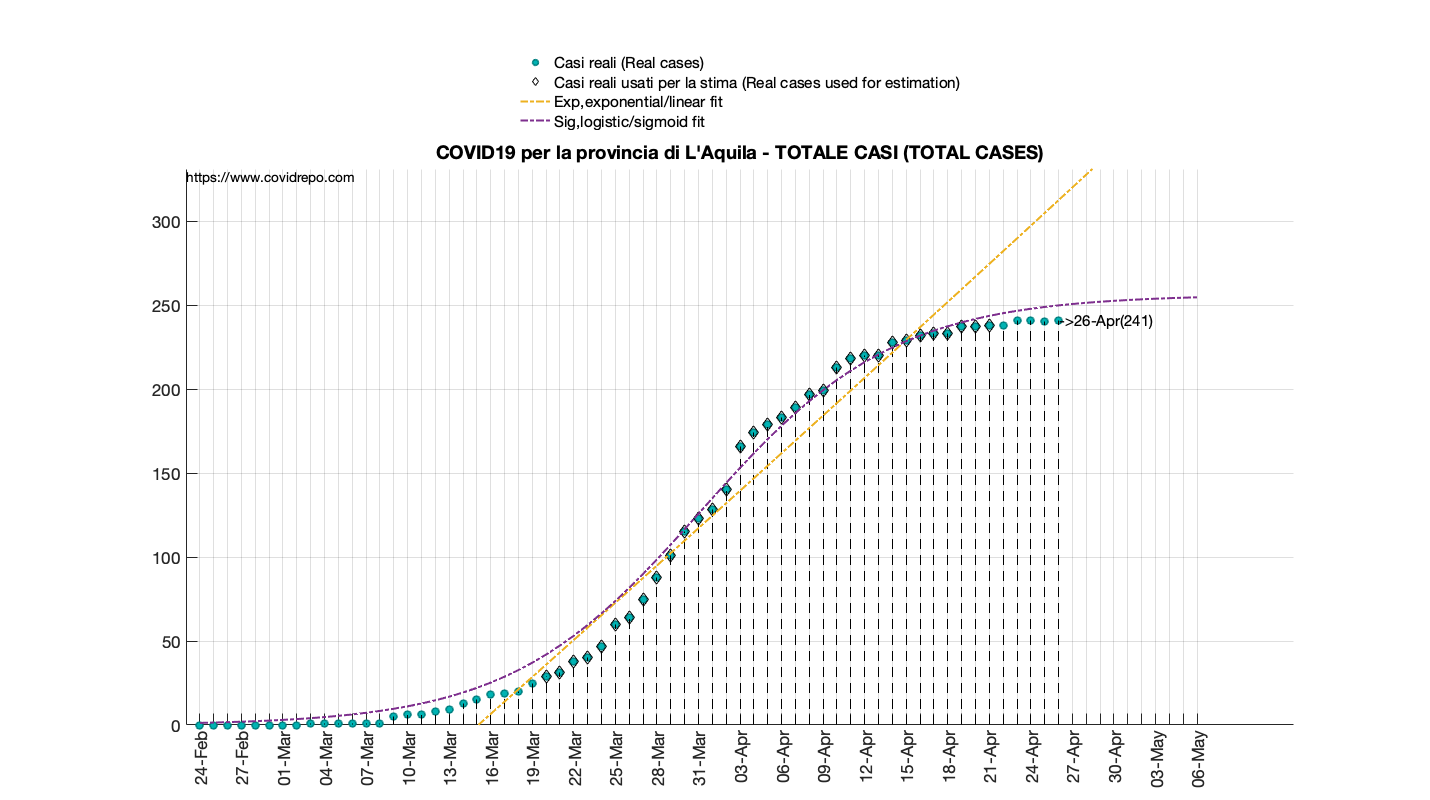 Casi reali (Real cases)
Casi reali usati per la stima (Real cases used for estimation)
Exp,exponential/linear fit
Sig,logistic/sigmoid fit
COVID19 per la provincia di L'Aquila - TOTALE CASI (TOTAL CASES)
https://www.covidrepo.com
300
250
->26-Apr(241)
200
150
100
50
0
24-Feb
27-Feb
01-Mar
04-Mar
07-Mar
10-Mar
13-Mar
16-Mar
19-Mar
22-Mar
25-Mar
28-Mar
31-Mar
03-Apr
06-Apr
09-Apr
12-Apr
15-Apr
18-Apr
21-Apr
24-Apr
27-Apr
30-Apr
03-May
06-May